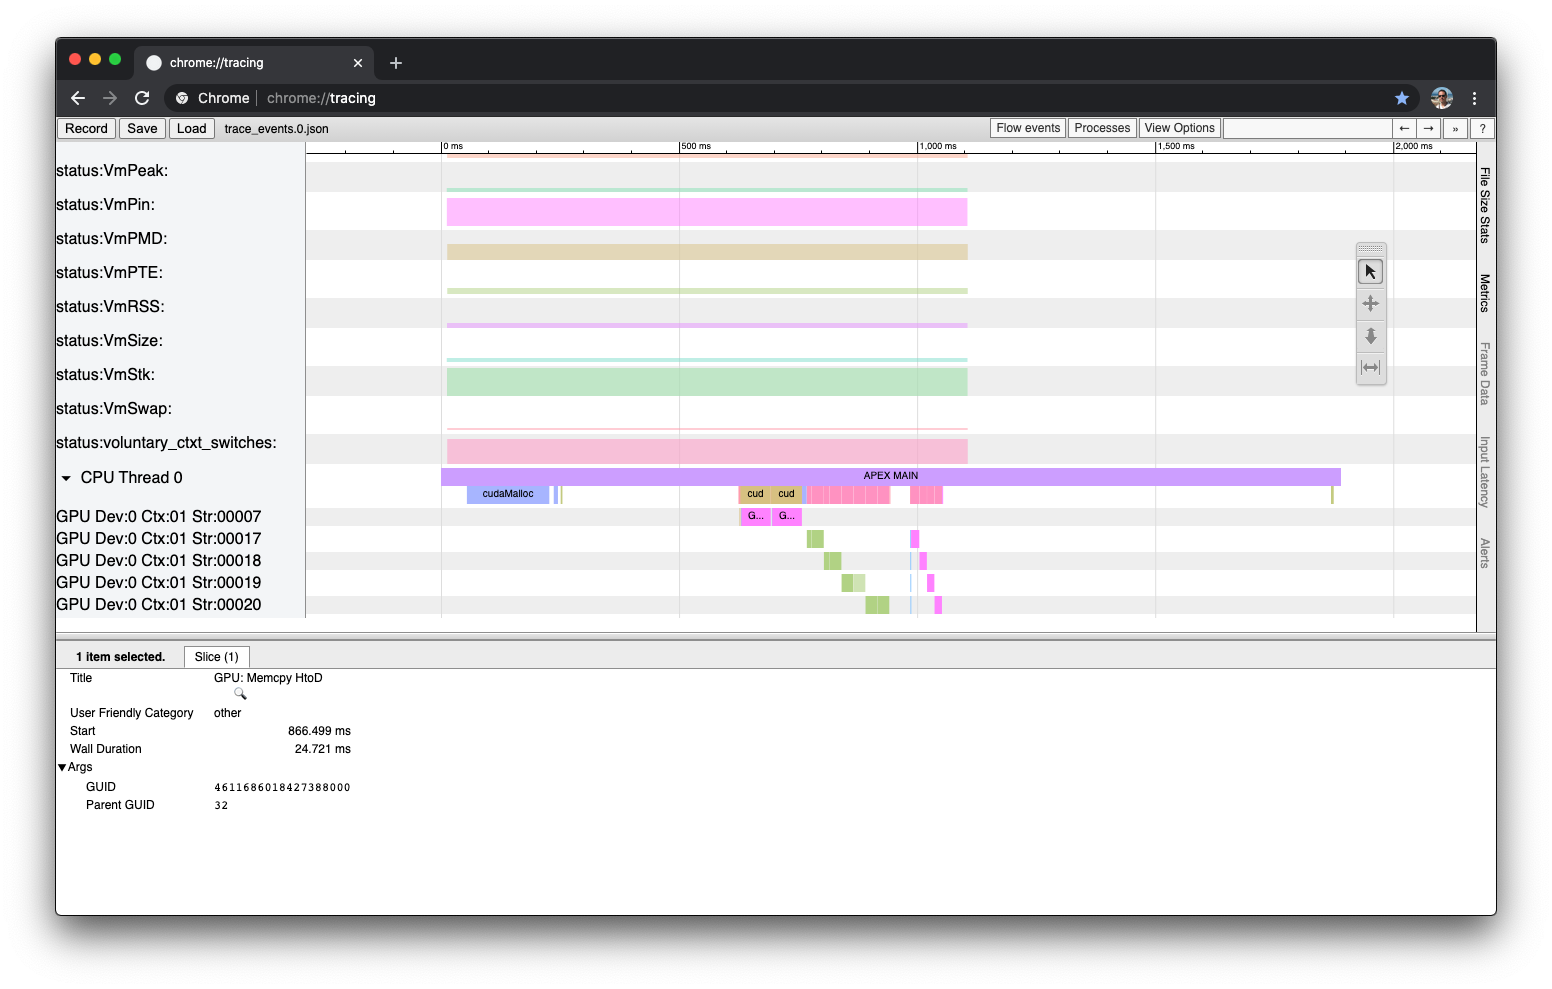 chrome://tracing
Chrome chrome://tracing
Record Save Load trace_events.0.json Flow events Processes View Options ← → » ?
0 ms 500 ms 1,000 ms 1,500 ms 2,000 ms
status:VmPeak:
status:VmPin:
status:VmPMD:
status:VmPTE:
status:VmRSS:
status:VmSize:
status:VmStk:
status:VmSwap:
status:voluntary_ctxt_switches:
CPU Thread 0 APEX MAIN
cudaMalloc cud cud
GPU Dev:0 Ctx:01 Str:00007 G... G...
GPU Dev:0 Ctx:01 Str:00017
GPU Dev:0 Ctx:01 Str:00018
GPU Dev:0 Ctx:01 Str:00019
GPU Dev:0 Ctx:01 Str:00020
File Size Stats
Metrics
Frame Data
Input Latency
Alerts
1 item selected. Slice (1)
Title GPU: Memcpy HtoD
User Friendly Category other
Start 866.499 ms
Wall Duration 24.721 ms
Args
GUID 4611686018427388000
Parent GUID 32